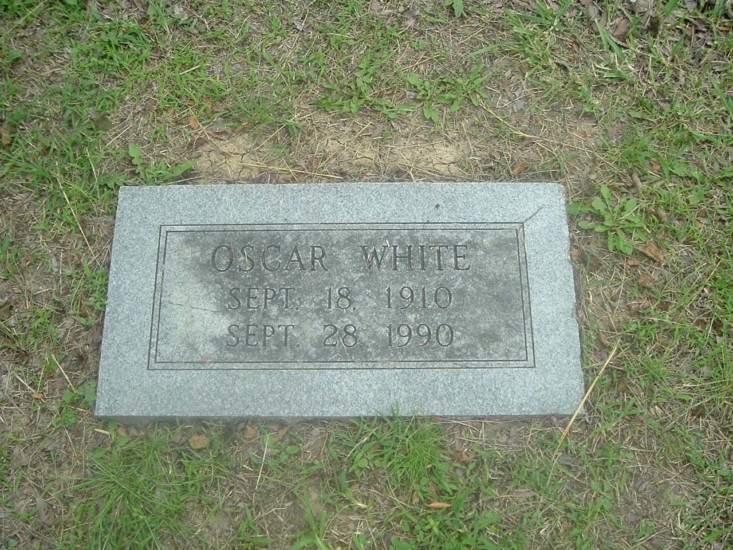 OSCAR WHITE
SEPT. 18, 1910
SEPT. 28 1990